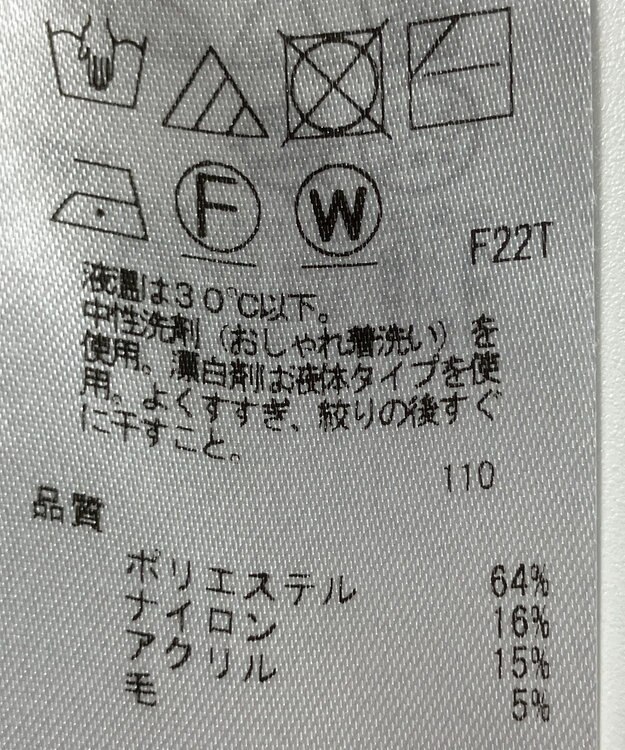 F W
F22T
液温は30℃以下。
中性洗剤(おしゃれ着洗い)を
使用。漂白剤は液体タイプを使
用。よくすすぎ、絞りの後すぐ
に干すこと。
110
品質
ポリエステル 64%
ナイロン 16%
アクリル 15%
毛 5%